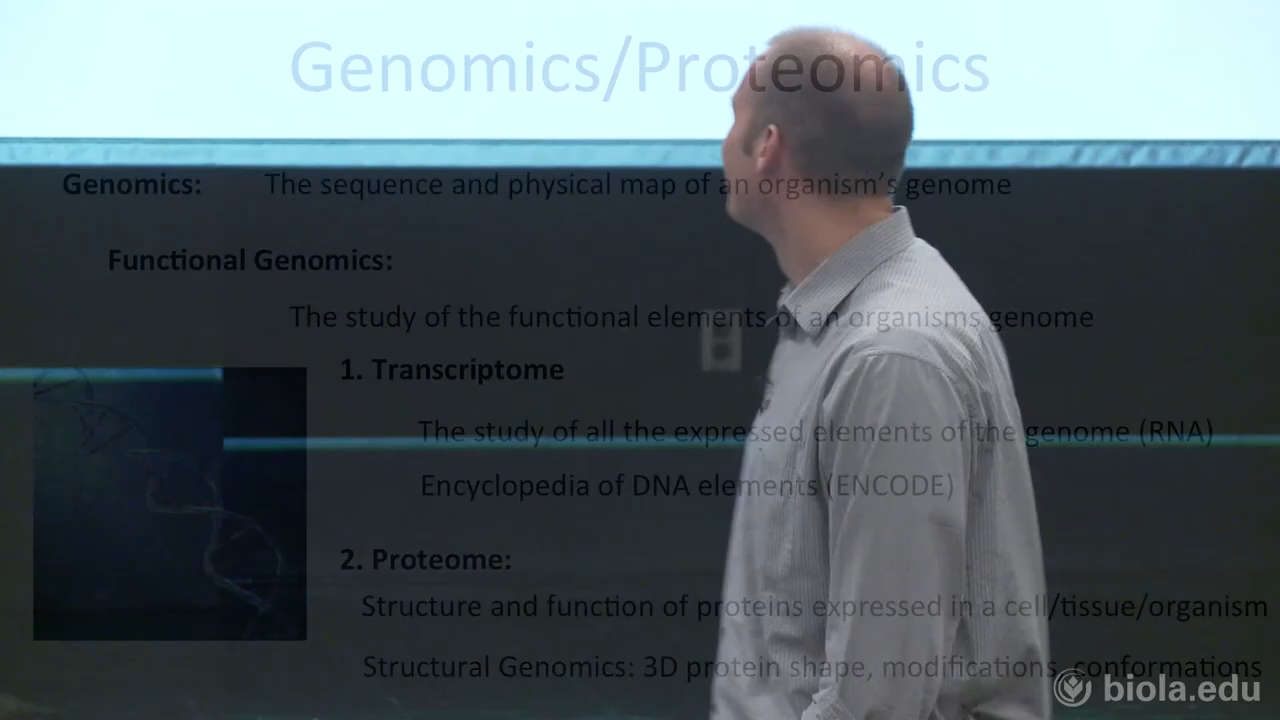 Genomics/Proteomics
Genomics: The sequence and physical map of an organism's genome
Functional Genomics:
The study of the functional elements of an organisms genome
1. Transcriptome
The study of all the expressed elements of the genome (RNA)
Encyclopedia of DNA elements (ENCODE)
2. Proteome:
Structure and function of proteins expressed in a cell/tissue/organism
Structural Genomics: 3D protein shape, modifications, conformations
biola.edu